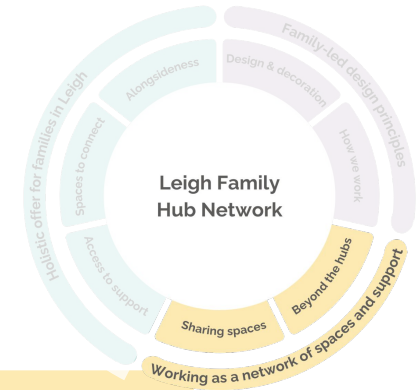 Leigh Family
Hub Network
Family-led design principles
Design & decoration
How we work
Working as a network of spaces and support
Beyond the hubs
Sharing spaces
Holistic offer for families in Leigh
Access to support
Spaces to connect
Alongsideness